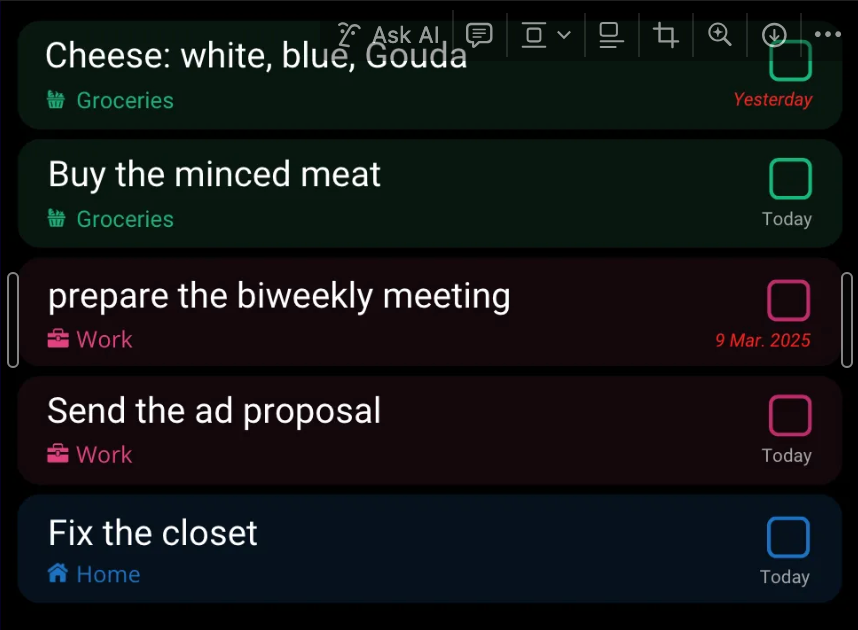 Ask AI
Cheese: white, blue, Gouda
Groceries
Yesterday
Buy the minced meat
Groceries
Today
prepare the biweekly meeting
Work
9 Mar. 2025
Send the ad proposal
Work
Today
Fix the closet
Home
Today